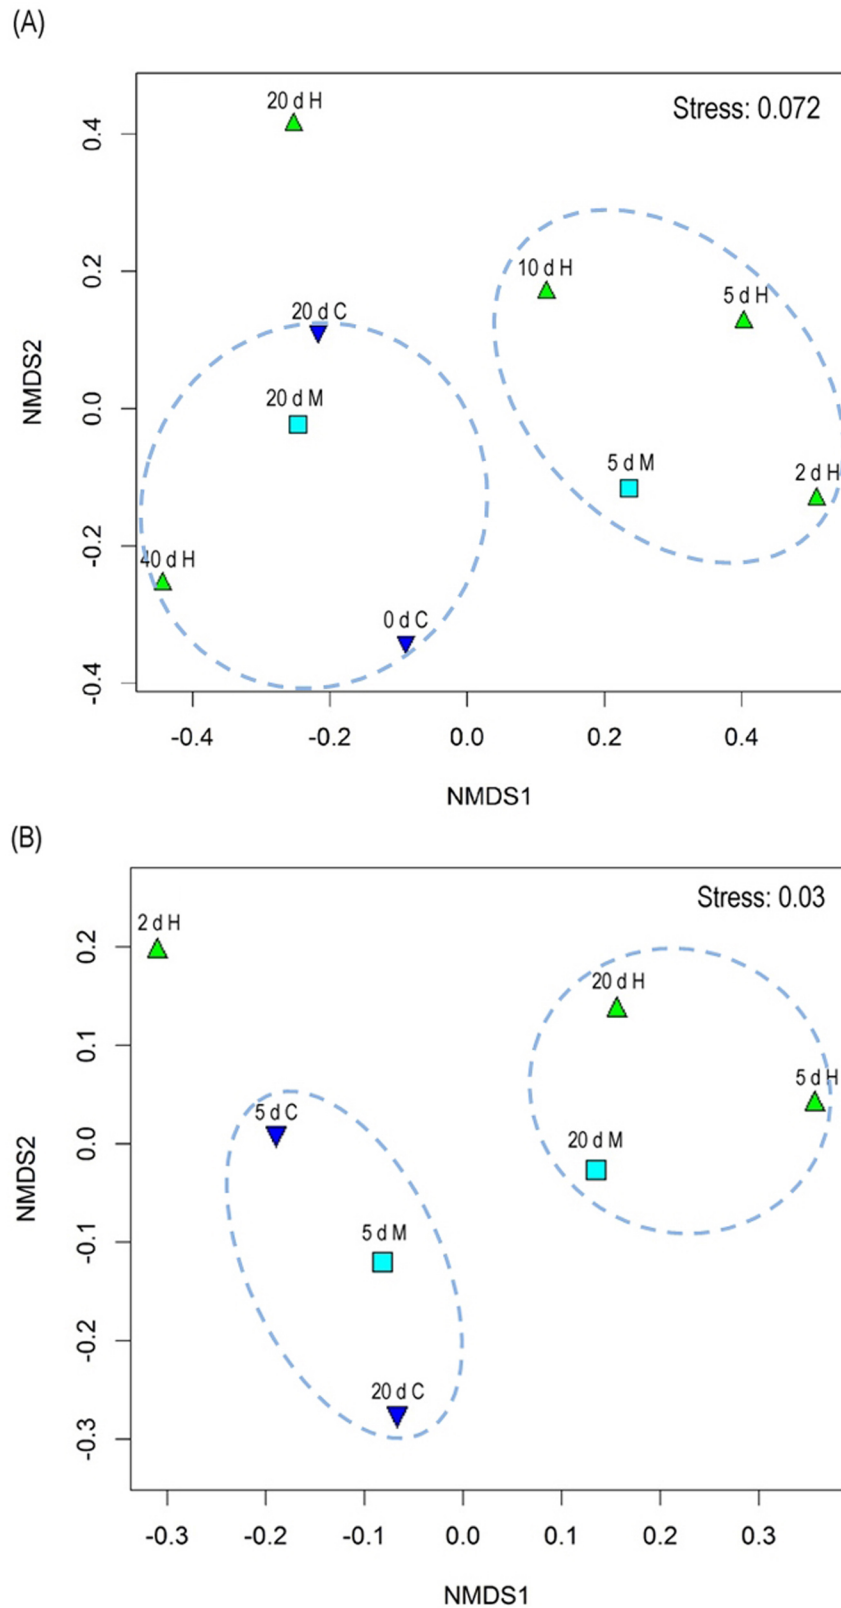 (A)
Stress: 0.072
20 d H
10 d H
5 d H
20 d C
20 d M
5 d M
2 d H
40 d H
0 d C
NMDS2
0.4
0.2
0.0
-0.2
-0.4
-0.4 -0.2 0.0 0.2 0.4
NMDS1
(B)
Stress: 0.03
2 d H
20 d H
5 d H
5 d C
20 d M
5 d M
20 d C
NMDS2
0.2
0.1
0.0
-0.1
-0.2
-0.3
-0.3 -0.2 -0.1 0.0 0.1 0.2 0.3
NMDS1